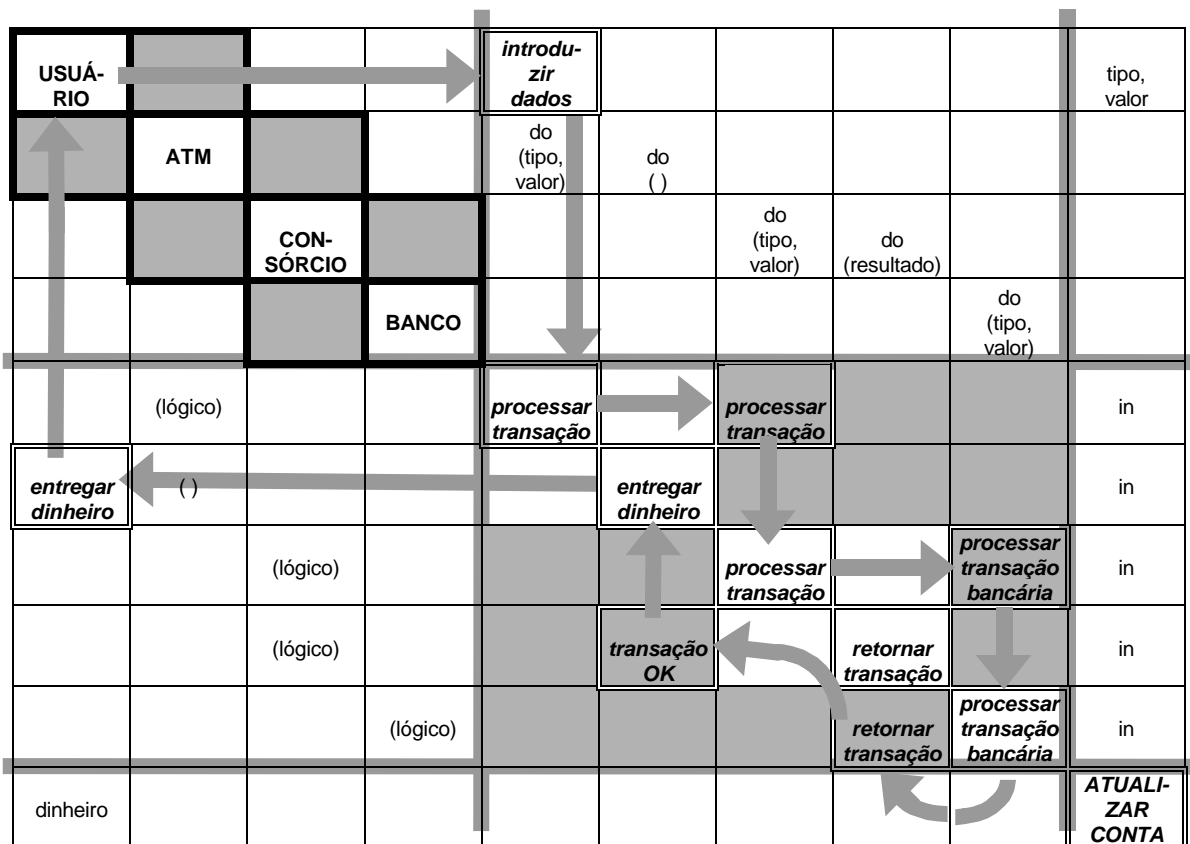 USUÁ-
RIO
introdu-
zir
dados
tipo,
valor
ATM
do
(tipo,
valor)
do
( )
CON-
SÓRCIO
do
(tipo,
valor)
do
(resultado)
BANCO
do
(tipo,
valor)
(lógico)
processar
transação
processar
transação
in
entregar
dinheiro
( )
entregar
dinheiro
in
(lógico)
processar
transação
processar
transação
bancária
in
(lógico)
transação
OK
retornar
transação
in
(lógico)
retornar
transação
processar
transação
bancária
in
dinheiro
ATUALI-
ZAR
CONTA